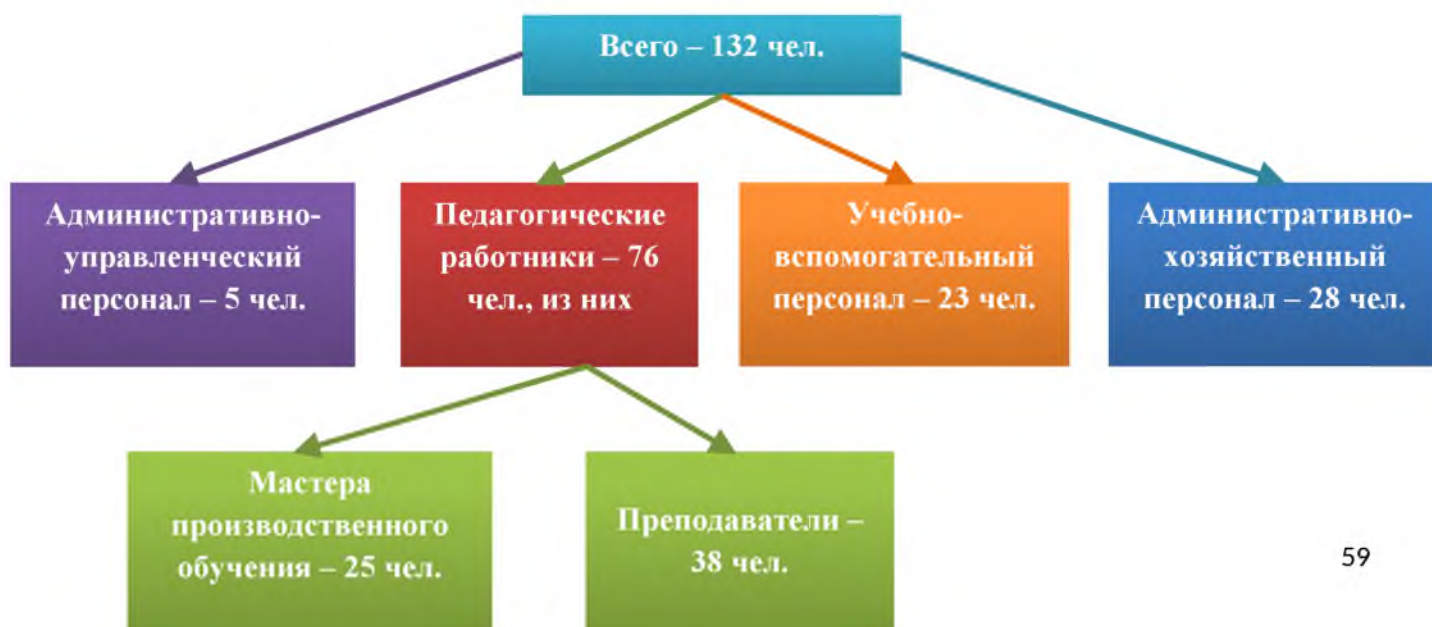 Всего – 132 чел.
Административно-
управленческий
персонал – 5 чел.
Педагогические
работники – 76
чел., из них
Учебно-
вспомогательный
персонал – 23 чел.
Административно-
хозяйственный
персонал – 28 чел.
Мастера
производственного
обучения – 25 чел.
Преподаватели –
38 чел.
59